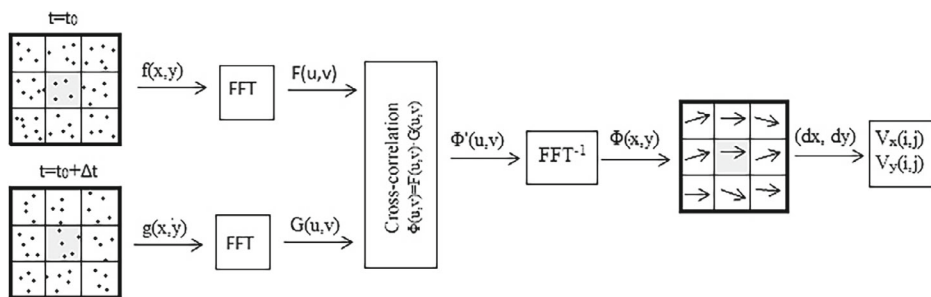 t=t0
f(x,y)
FFT
F(u,v)
t=t0+Δt
g(x,y)
FFT
G(u,v)
Cross-correlation
Φ(u,v)=F(u,v)·G(u,v)
Φ'(u,v)
FFT-1
Φ(x,y)
(dx, dy)
Vx(i,j)
Vy(i,j)